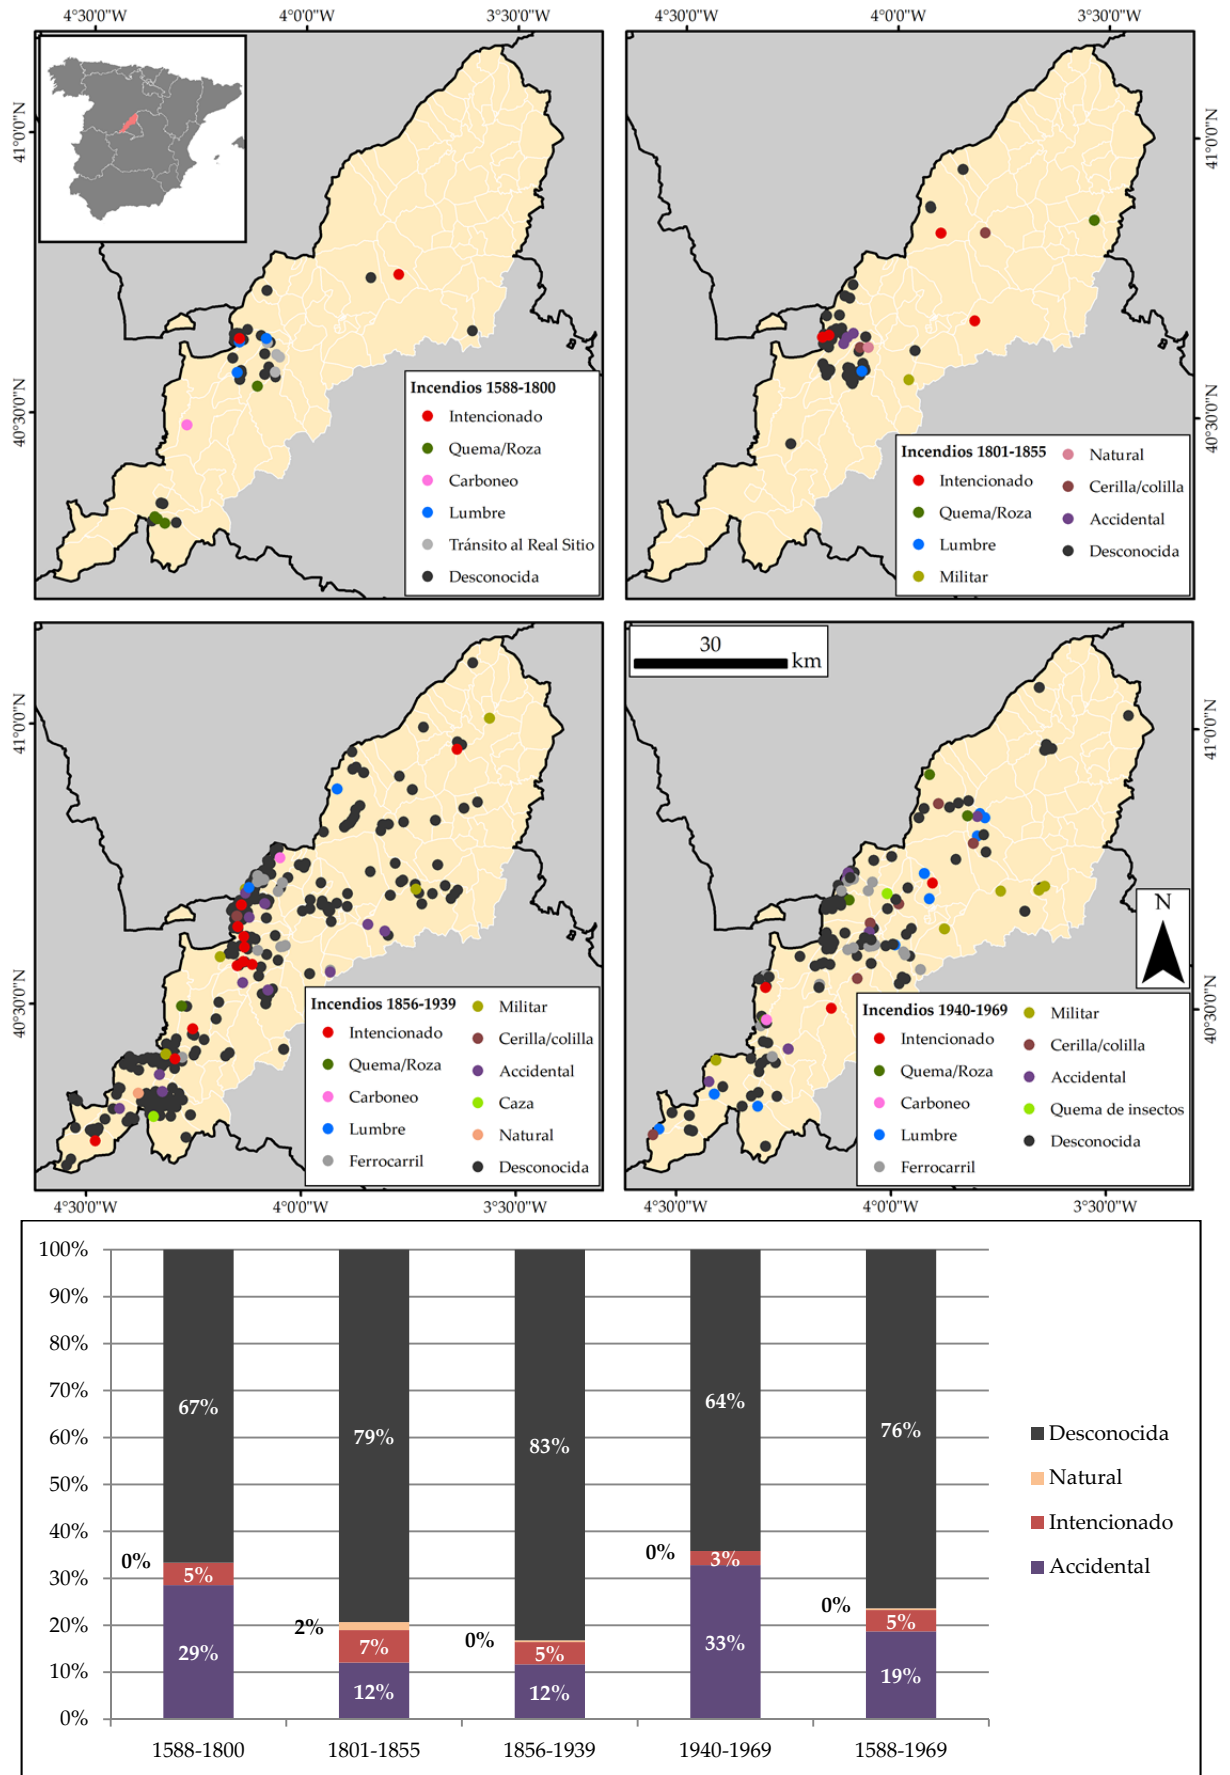 4°30'0"W 4°0'0"W 3°30'0"W
4°30'0"W 4°0'0"W 3°30'0"W
41°0'0"N
40°30'0"N
Incendios 1588-1800
Intencionado
Quema/Roza
Carboneo
Lumbre
Tránsito al Real Sitio
Desconocida
41°0'0"N
40°30'0"N
Incendios 1801-1855
Intencionado
Quema/Roza
Lumbre
Militar
Natural
Cerilla/colilla
Accidental
Desconocida
41°0'0"N
40°30'0"N
Incendios 1856-1939
Intencionado
Quema/Roza
Carboneo
Lumbre
Ferrocarril
Militar
Cerilla/colilla
Accidental
Caza
Natural
Desconocida
30
km
N
41°0'0"N
40°30'0"N
Incendios 1940-1969
Intencionado
Quema/Roza
Carboneo
Lumbre
Ferrocarril
Militar
Cerilla/colilla
Accidental
Quema de insectos
Desconocida
4°30'0"W 4°0'0"W 3°30'0"W
4°30'0"W 4°0'0"W 3°30'0"W
100%
90%
80%
70%
60%
50%
40%
30%
20%
10%
0%
67%
0%
5%
29%
79%
2%
7%
12%
83%
0%
5%
12%
64%
0%
3%
33%
76%
0%
5%
19%
1588-1800 1801-1855 1856-1939 1940-1969 1588-1969
Desconocida
Natural
Intencionado
Accidental